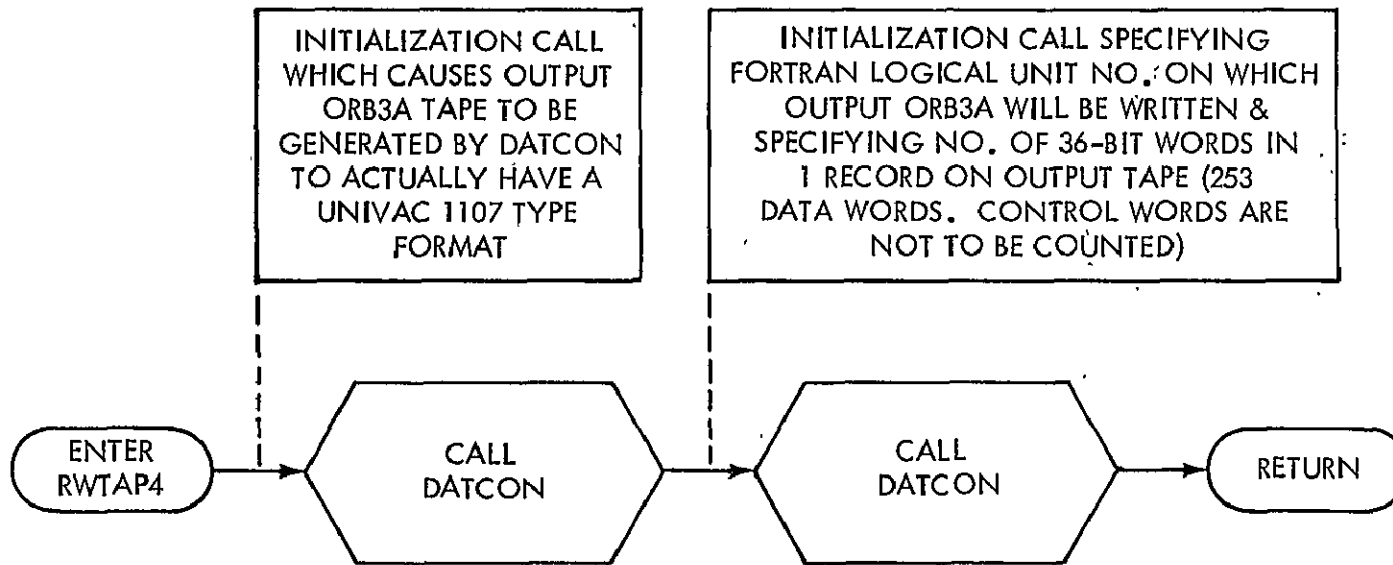 INITIALIZATION CALL
WHICH CAUSES OUTPUT
ORB3A TAPE TO BE
GENERATED BY DATCON
TO ACTUALLY HAVE A
UNIVAC 1107 TYPE
FORMAT
INITIALIZATION CALL SPECIFYING
FORTRAN LOGICAL UNIT NO. ON WHICH
OUTPUT ORB3A WILL BE WRITTEN &
SPECIFYING NO. OF 36-BIT WORDS IN
1 RECORD ON OUTPUT TAPE (253
DATA WORDS. CONTROL WORDS ARE
NOT TO BE COUNTED)
ENTER
RWTAP4
CALL
DATCON
CALL
DATCON
RETURN